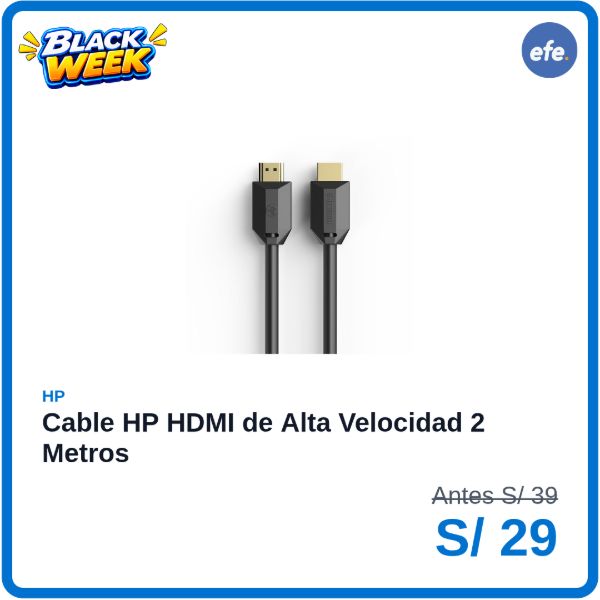 BLACK
WEEK
efe.
HP
Cable HP HDMI de Alta Velocidad 2
Metros
Antes S/ 39
S/ 29